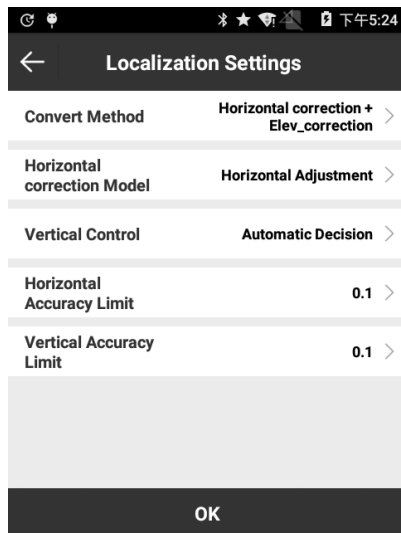 下午5:24
Localization Settings
Convert Method
Horizontal correction +
Elev_correction
Horizontal
correction Model
Horizontal Adjustment
Vertical Control
Automatic Decision
Horizontal
Accuracy Limit
0.1
Vertical Accuracy
Limit
0.1
OK